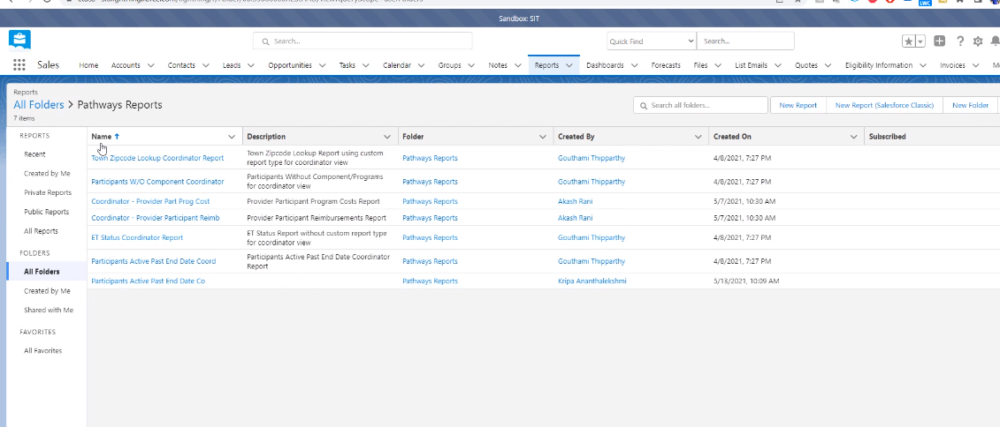 Sandbox: SIT
Search...
Quick Find
Search...
Sales
Home
Accounts
Contacts
Leads
Opportunities
Tasks
Calendar
Groups
Notes
Reports
Dashboards
Forecasts
Files
List Emails
Quotes
Eligibility Information
Invoices
Reports
All Folders > Pathways Reports
7 items
Search all folders...
New Report
New Report (Salesforce Classic)
New Folder
REPORTS
Recent
Created by Me
Private Reports
Public Reports
All Reports
FOLDERS
All Folders
Created by Me
Shared with Me
FAVORITES
All Favorites
Name ↑ Description Folder Created By Created On Subscribed
Town Zipcode Lookup Coordinator Report
Town Zipcode Lookup Report using custom
report type for coordinator view
Pathways Reports
Gouthami Thipparthy
4/8/2021, 7:27 PM
Participants W/O Component Coordinator
Participants Without Component/Programs
for coordinator view
Pathways Reports
Gouthami Thipparthy
4/8/2021, 7:27 PM
Coordinator - Provider Part Prog Cost
Provider Participant Program Costs Report
Pathways Reports
Akash Rani
5/7/2021, 10:30 AM
Coordinator - Provider Participant Reimb
Provider Participant Reimbursements Report
Pathways Reports
Akash Rani
5/7/2021, 10:30 AM
ET Status Coordinator Report
ET Status Report without custom report type
for coordinator view
Pathways Reports
Gouthami Thipparthy
4/8/2021, 7:27 PM
Participants Active Past End Date Coord
Participants Active Past End Date Coordinator
Report
Pathways Reports
Gouthami Thipparthy
4/8/2021, 7:27 PM
Participants Active Past End Date Co
Pathways Reports
Kripa Ananthalekshmi
5/13/2021, 10:09 AM